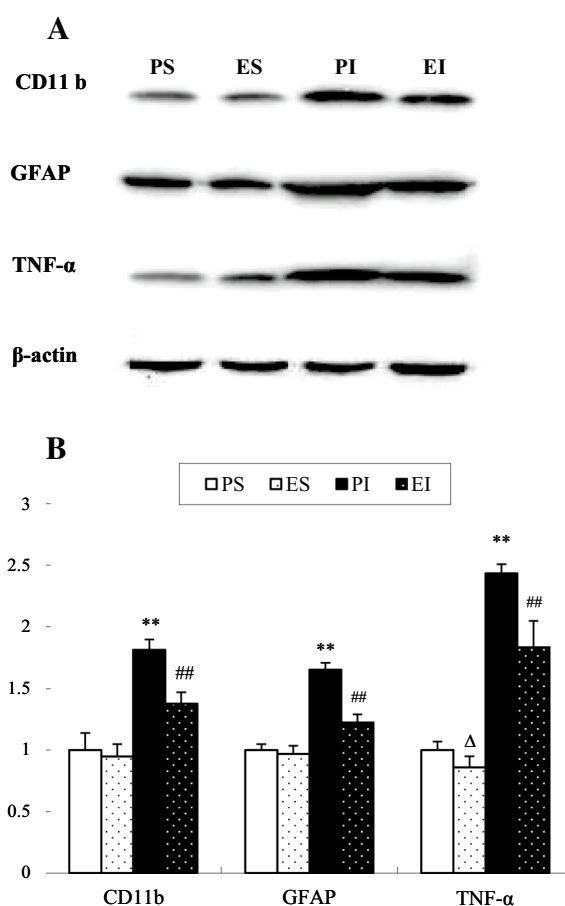 A
PS ES PI EI
CD11 b
GFAP
TNF-α
β-actin
B
PS ES PI EI
3
2.5
2
1.5
1
0.5
0
** ## ** ## Δ ** ##
CD11b GFAP TNF-α